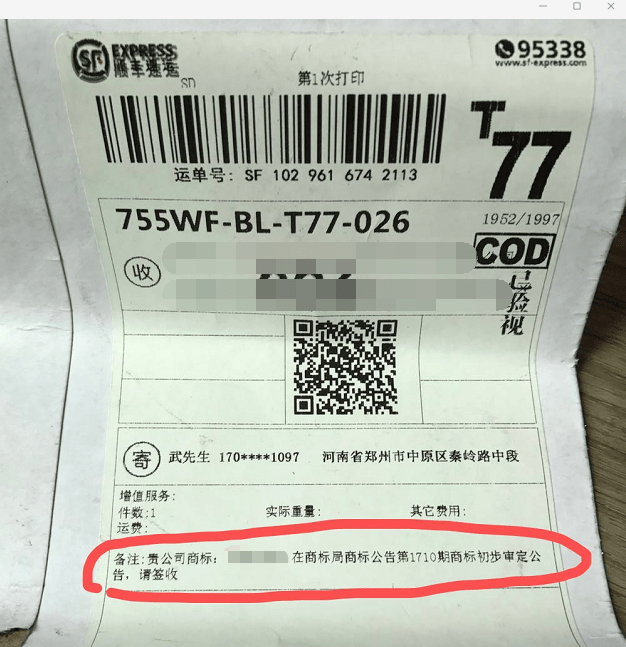 SF EXPRESS
顺丰速运
95338
www.sf-express.com
SD
第1次打印
运单号: SF 102 961 674 2113
T77
755WF-BL-T77-026
1952/1997
COD
已验视
收
寄
武先生 170****1097 河南省郑州市中原区秦岭路中段
增值服务:
件数:1 实际重量: 其它费用:
运费:
备注:贵公司商标: 在商标局商标公告第1710期商标初步审定公
告, 请签收